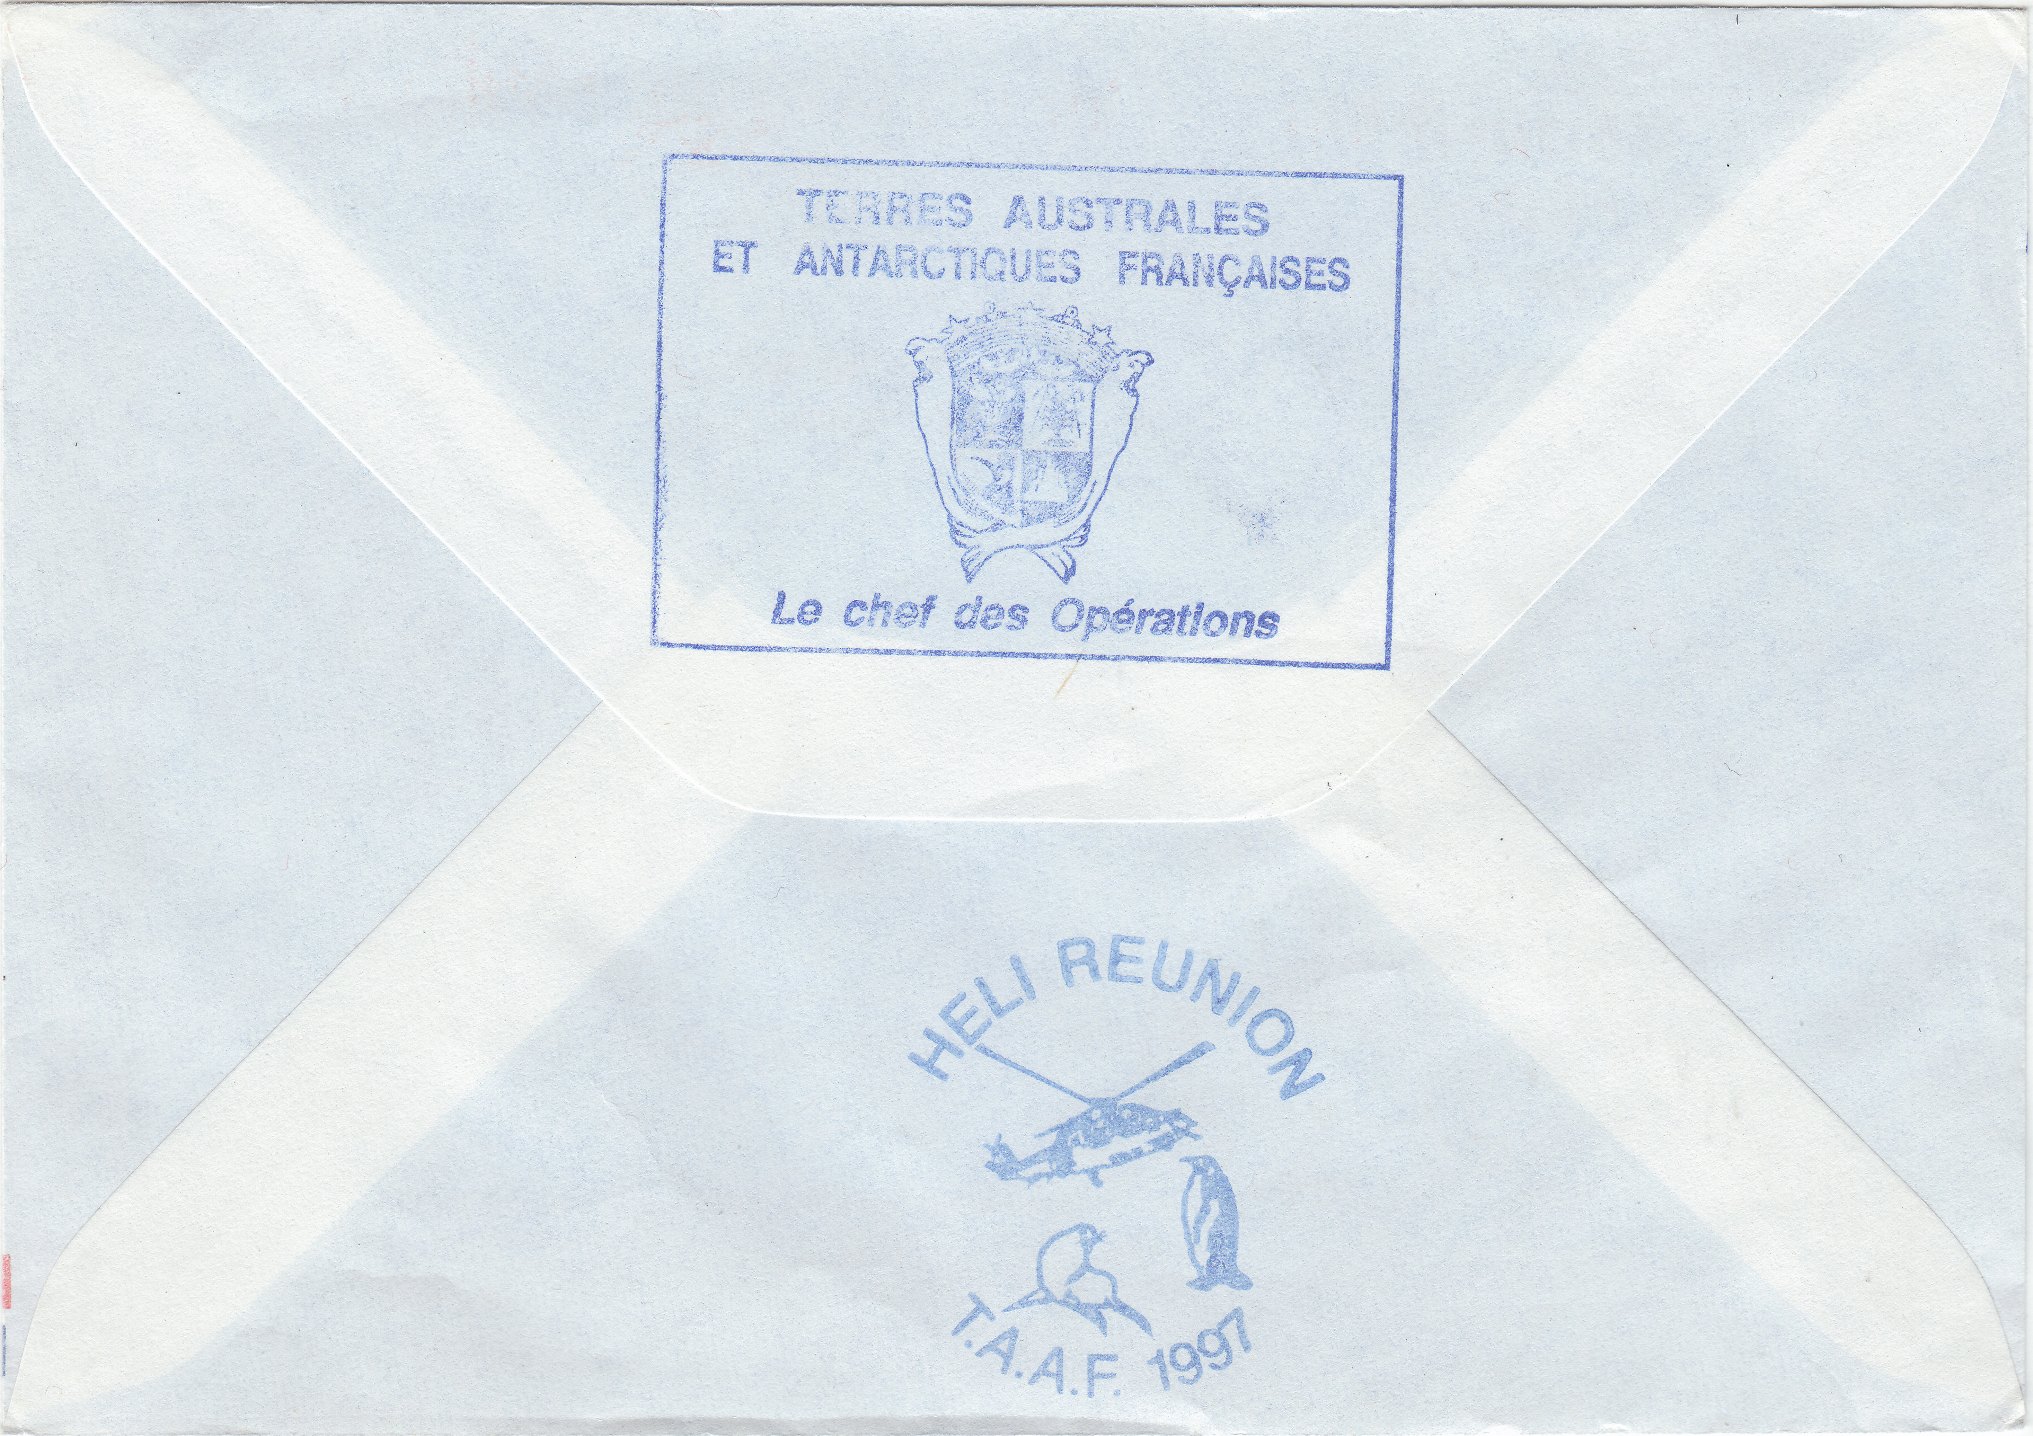 TERRES AUSTRALES
ET ANTARCTIQUES FRANÇAISES
Le chef des Opérations
HELI REUNION
T.A.A.F. 1997